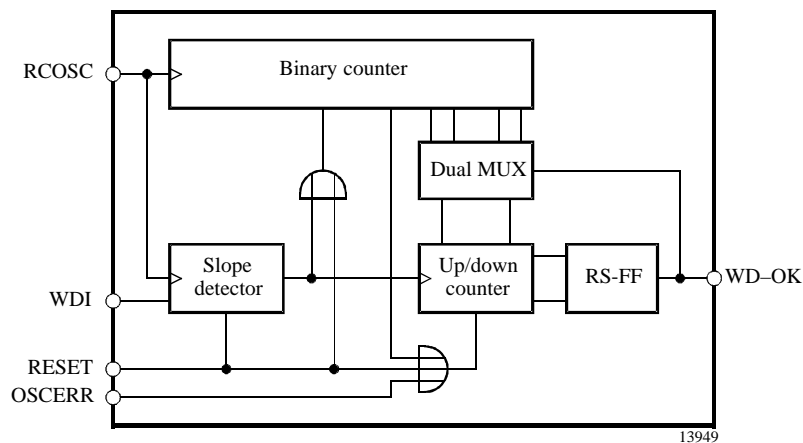 RCOSC
Binary counter
Dual MUX
Slope
detector
Up/down
counter
RS-FF
WD–OK
WDI
RESET
OSCERR
13949